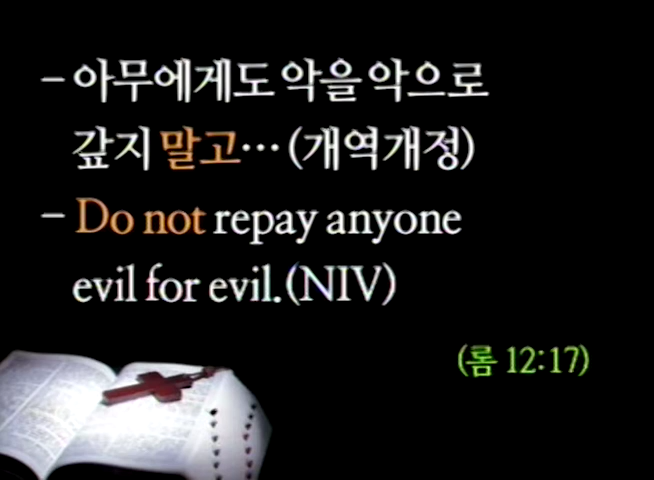 – 아무에게도 악을 악으로
갚지 말고… (개역개정)
– Do not repay anyone
evil for evil.(NIV)
(롬 12:17)